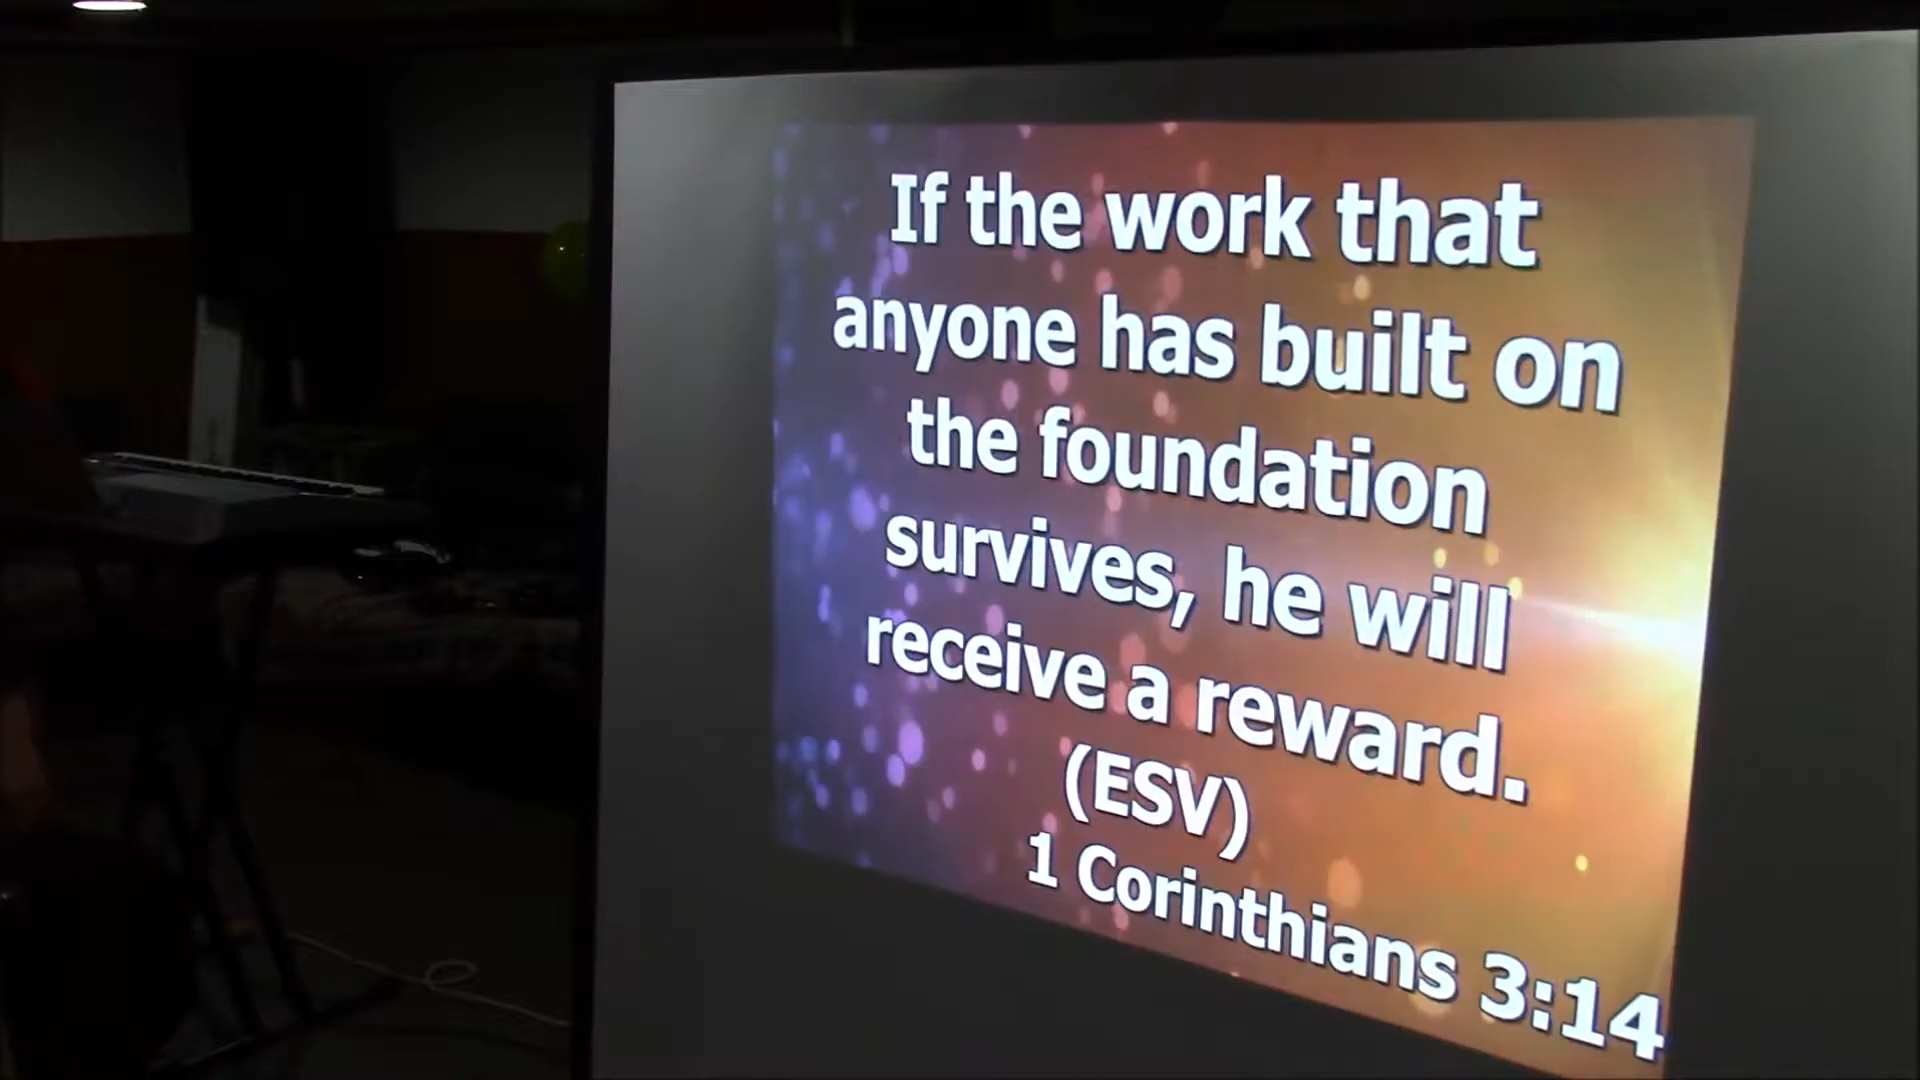 If the work that
anyone has built on
the foundation
survives, he will
receive a reward.
(ESV)
1 Corinthians 3:14